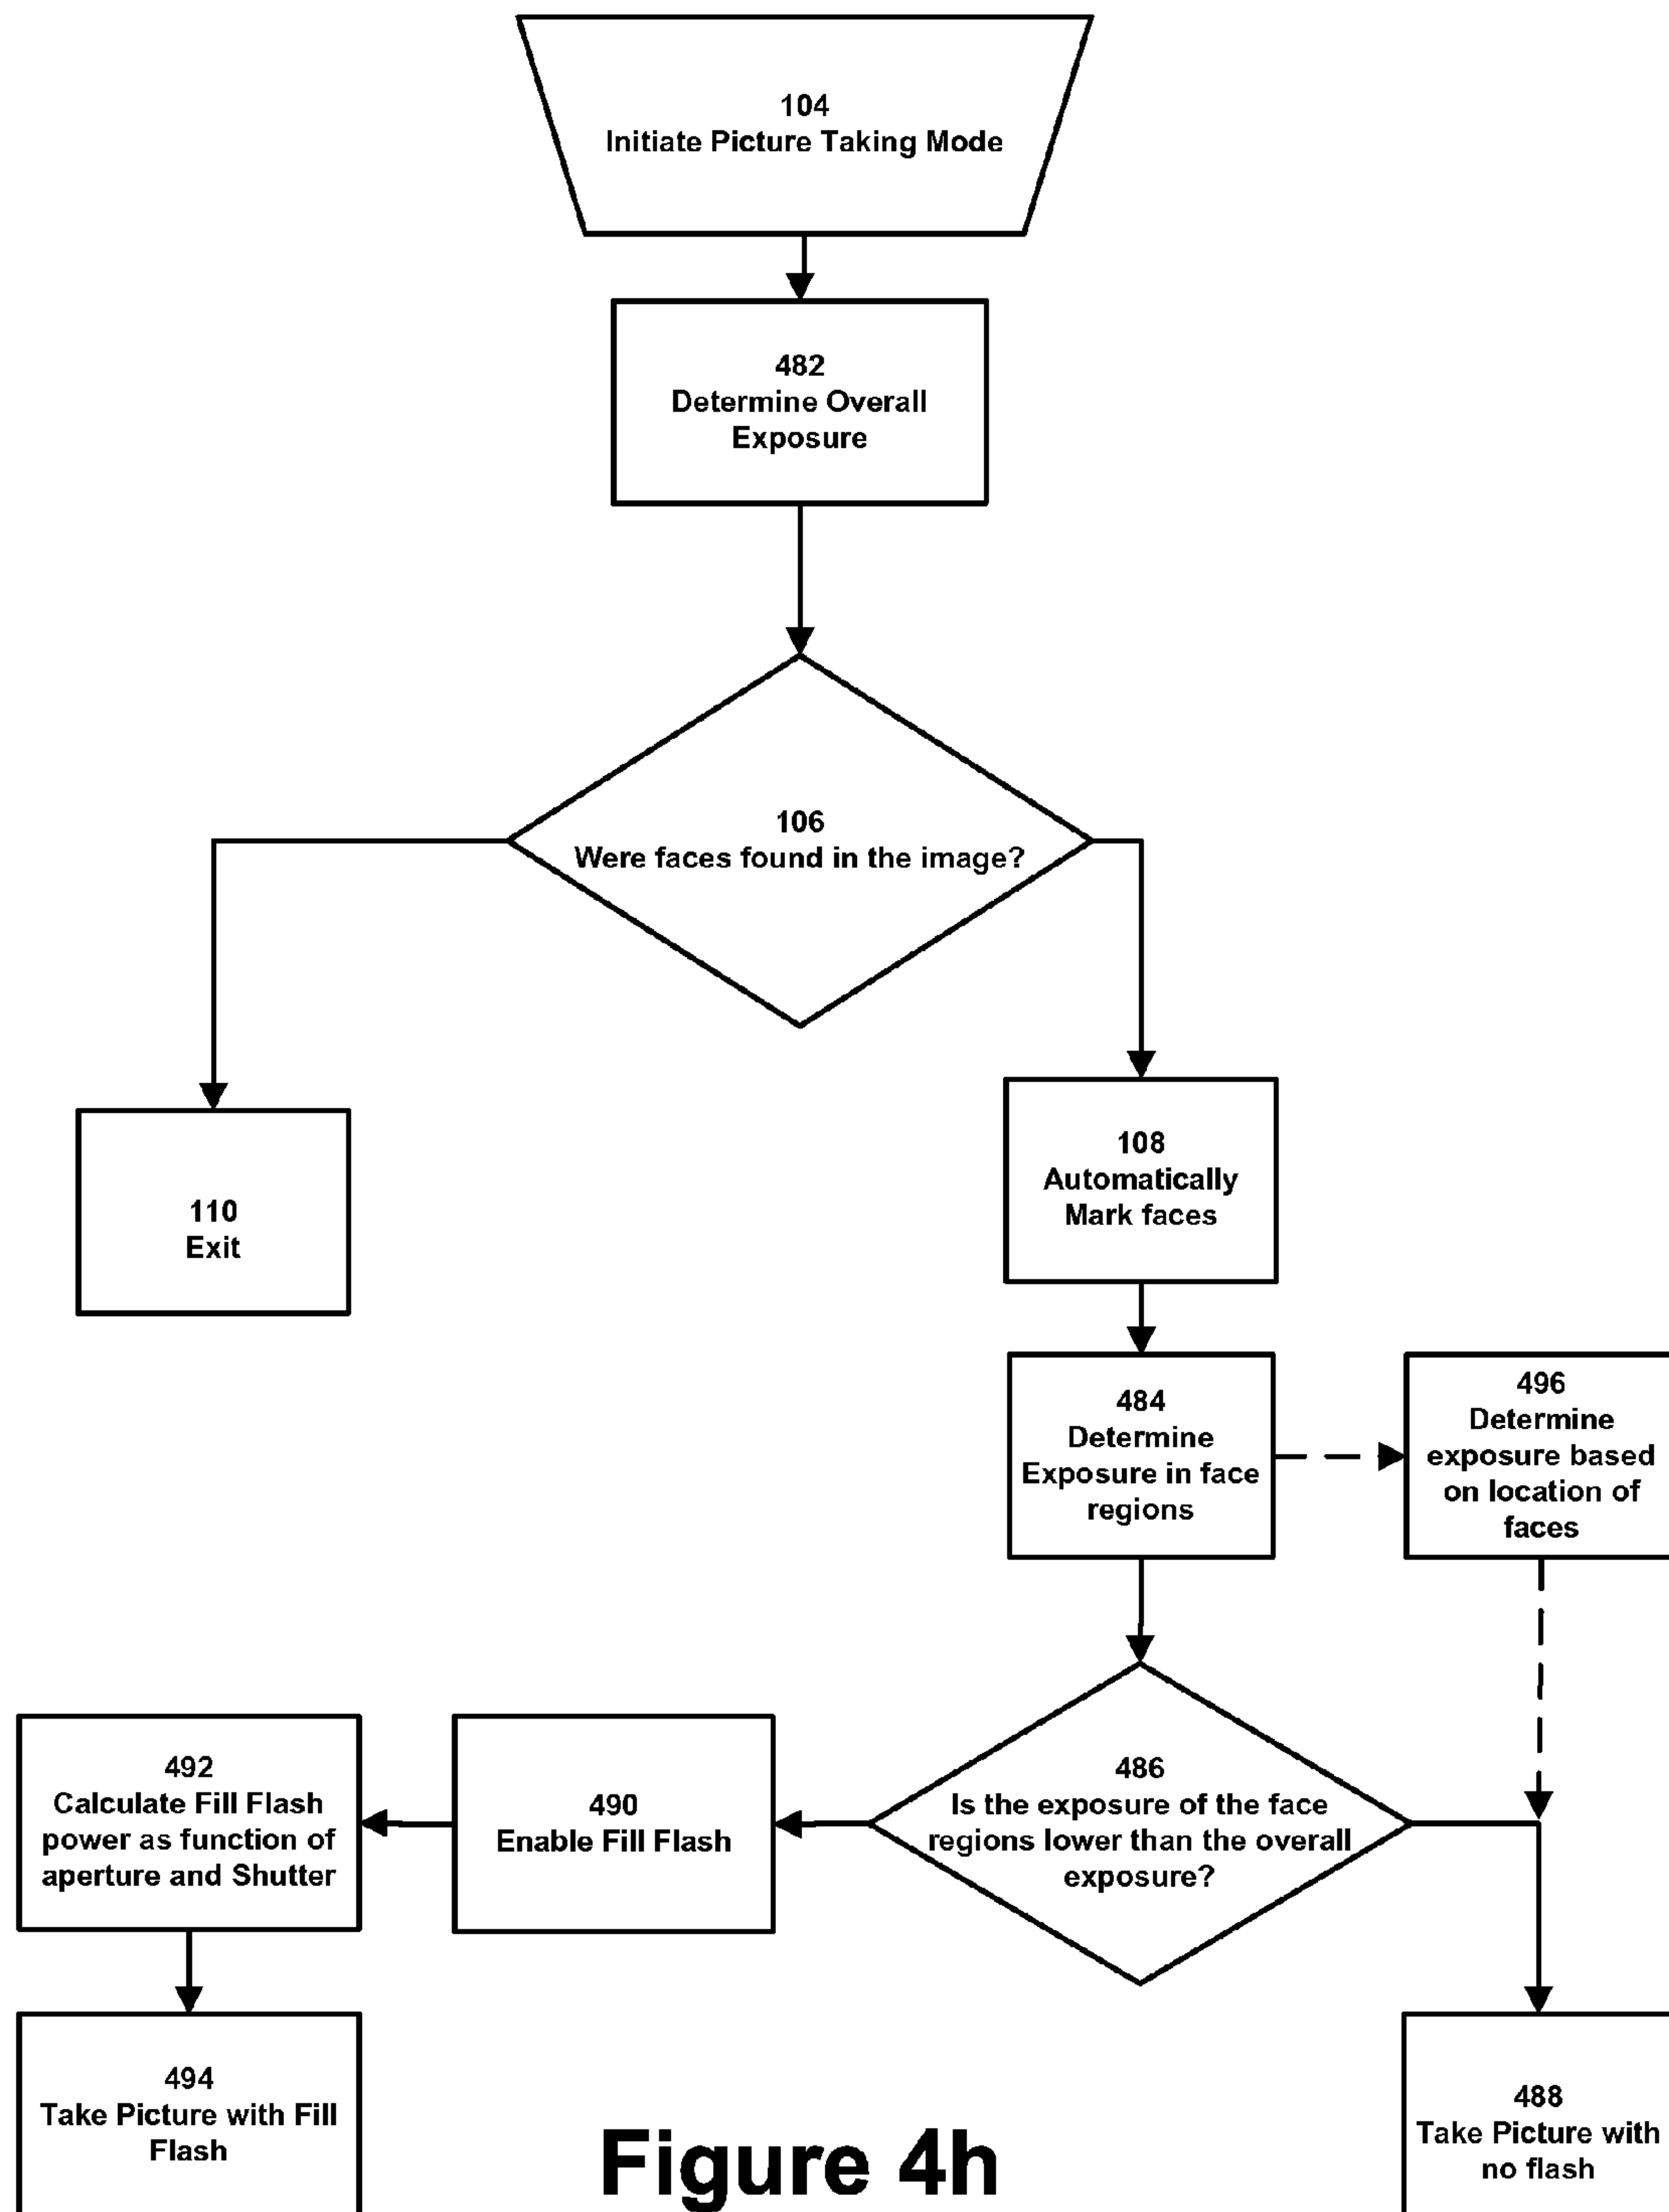 104
Initiate Picture Taking Mode
482
Determine Overall
Exposure
106
Were faces found in the image?
110
Exit
108
Automatically
Mark faces
484
Determine
Exposure in face
regions
496
Determine
exposure based
on location of
faces
486
Is the exposure of the face
regions lower than the overall
exposure?
490
Enable Fill Flash
492
Calculate Fill Flash
power as function of
aperture and Shutter
494
Take Picture with Fill
Flash
488
Take Picture with
no flash
Figure 4h